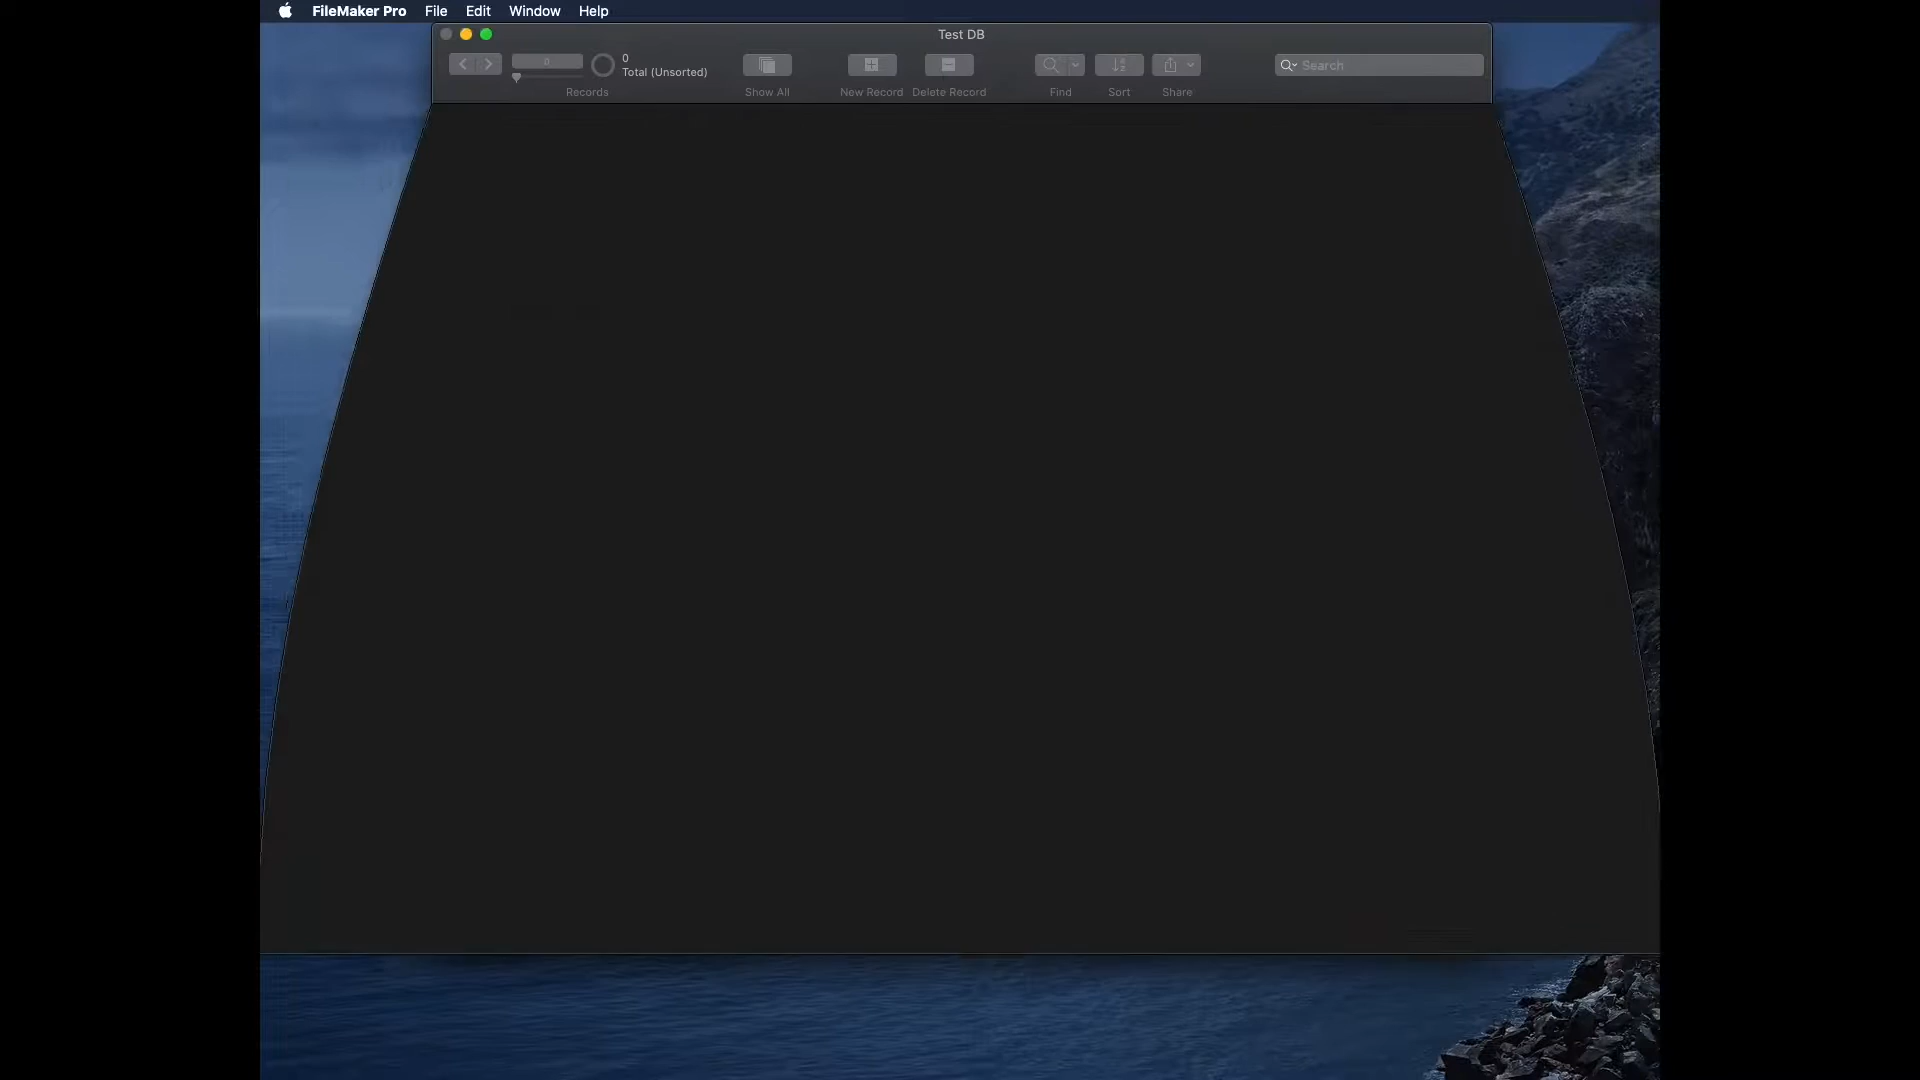 FileMaker Pro File Edit Window Help
Test DB
0
0
Total (Unsorted)
Search
Records
Show All
New Record
Delete Record
Find
Sort
Share